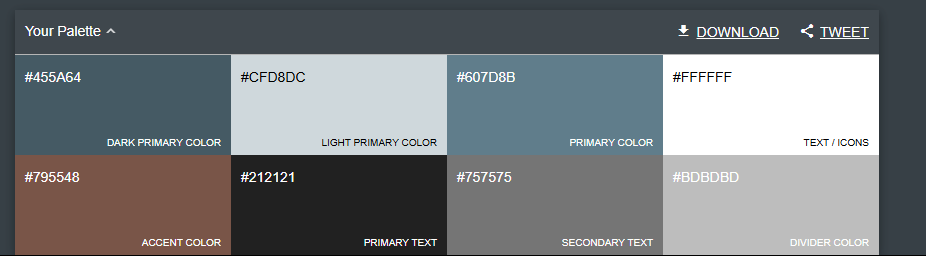 Your Palette
DOWNLOAD
TWEET
#455A64
DARK PRIMARY COLOR
#CFD8DC
LIGHT PRIMARY COLOR
#607D8B
PRIMARY COLOR
#FFFFFF
TEXT / ICONS
#795548
ACCENT COLOR
#212121
PRIMARY TEXT
#757575
SECONDARY TEXT
#BDBDBD
DIVIDER COLOR